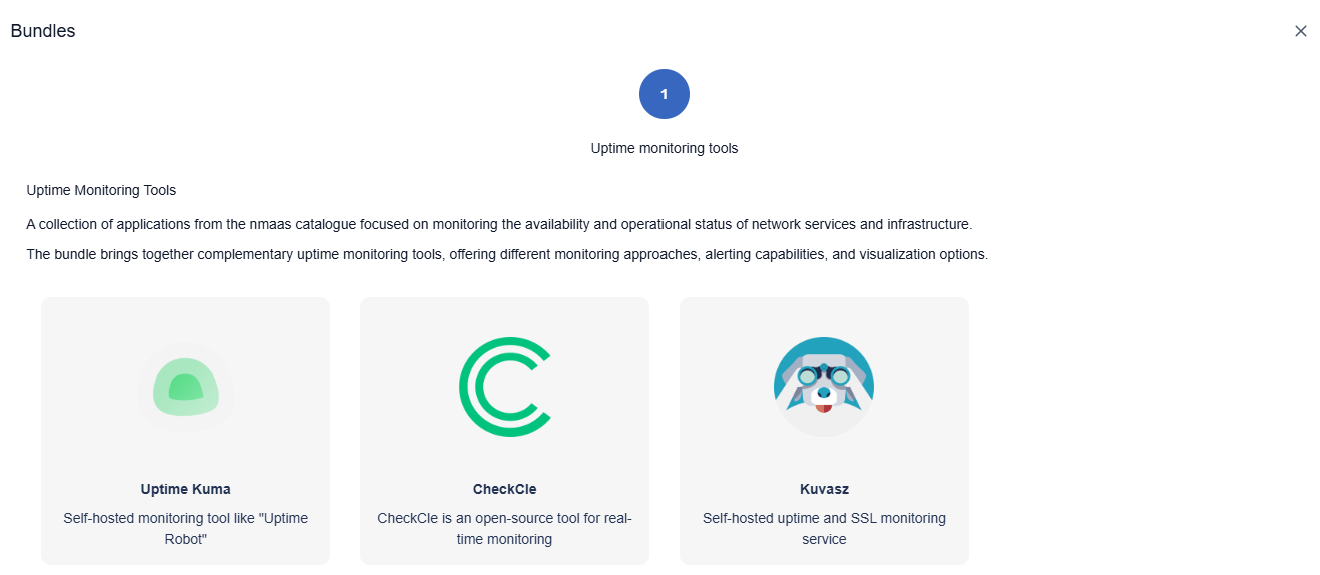 Bundles
1
Uptime monitoring tools
Uptime Monitoring Tools
A collection of applications from the nmaas catalogue focused on monitoring the availability and operational status of network services and infrastructure.
The bundle brings together complementary uptime monitoring tools, offering different monitoring approaches, alerting capabilities, and visualization options.
Uptime Kuma
Self-hosted monitoring tool like "Uptime
Robot"
CheckCle
CheckCle is an open-source tool for real-
time monitoring
Kuvasz
Self-hosted uptime and SSL monitoring
service